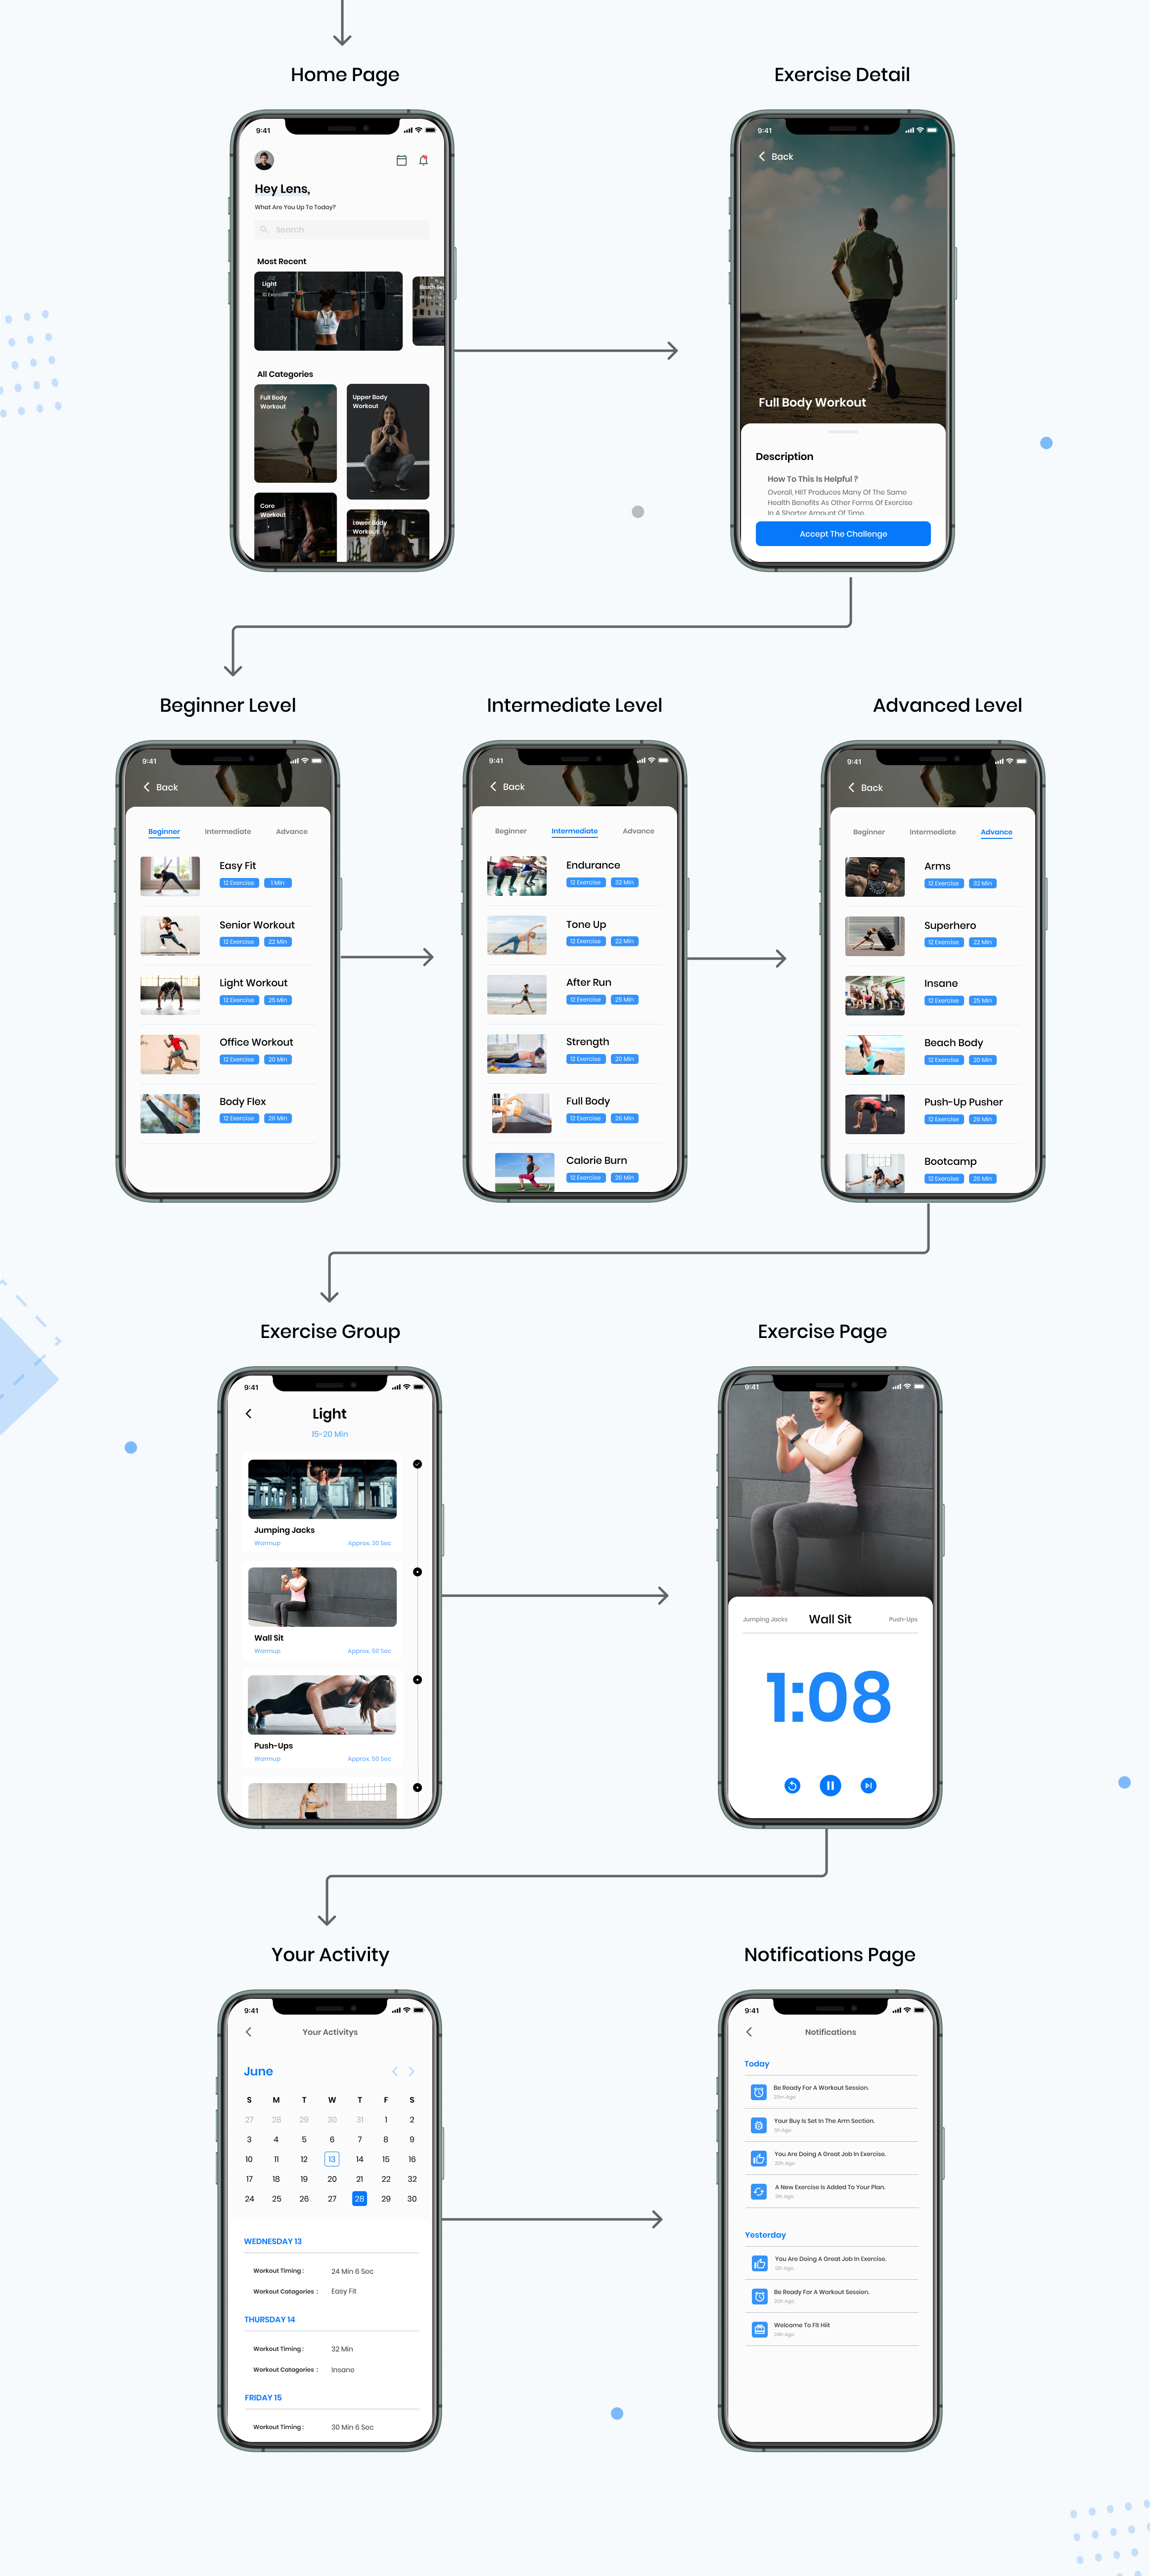 Home Page
Exercise Detail
9:41
Hey Lens,
What Are You Up To Today?
Search
Most Recent
Light
10 Exercise
All Categories
Full Body
Workout
Upper Body
Workout
Core
Workout
Lower Body
Workout
9:41
Back
Full Body Workout
Description
How To This Is Helpful ?
Overall, HIIT Produces Many Of The Same
Health Benefits As Other Forms Of Exercise
In A Shorter Amount Of Time.
Accept The Challenge
Beginner Level
Intermediate Level
Advanced Level
9:41
Back
Beginner Intermediate Advance
Easy Fit
12 Exercise 1 Min
Senior Workout
12 Exercise 22 Min
Light Workout
12 Exercise 25 Min
Office Workout
12 Exercise 20 Min
Body Flex
12 Exercise 26 Min
9:41
Back
Beginner Intermediate Advance
Endurance
12 Exercise 32 Min
Tone Up
12 Exercise 22 Min
After Run
12 Exercise 25 Min
Strength
12 Exercise 20 Min
Full Body
12 Exercise 26 Min
Calorie Burn
12 Exercise 26 Min
9:41
Back
Beginner Intermediate Advance
Arms
12 Exercise 32 Min
Superhero
12 Exercise 22 Min
Insane
12 Exercise 25 Min
Beach Body
12 Exercise 20 Min
Push-Up Pusher
12 Exercise 26 Min
Bootcamp
12 Exercise 26 Min
Exercise Group
Exercise Page
9:41
Light
15-20 Min
Jumping Jacks
Warmup Approx. 30 Sec
Wall Sit
Warmup Approx. 50 Sec
Push-Ups
Warmup Approx. 50 Sec
9:41
Jumping Jacks Wall Sit Push-Ups
1:08
Your Activity
Notifications Page
9:41
Your Activitys
June
S M T W T F S
27 28 29 30 31 1 2
3 4 5 6 7 8 9
10 11 12 13 14 15 16
17 18 19 20 21 22 32
24 25 26 27 28 29 30
WEDNESDAY 13
Workout Timing : 24 Min 6 Sec
Workout Catagories : Easy Fit
THURSDAY 14
Workout Timing : 32 Min
Workout Catagories : Insane
FRIDAY 15
Workout Timing : 30 Min 6 Sec
9:41
Notifications
Today
Be Ready For A Workout Session.
25m Ago
Your Buy Is Set In The Arm Section.
5h Ago
You Are Doing A Great Job In Exercise.
20h Ago
A New Exercise Is Added To Your Plan.
Ago
Yesterday
You Are Doing A Great Job In Exercise.
12h Ago
Be Ready For A Workout Session.
20h Ago
Welcome To Fit Hiit
24h Ago